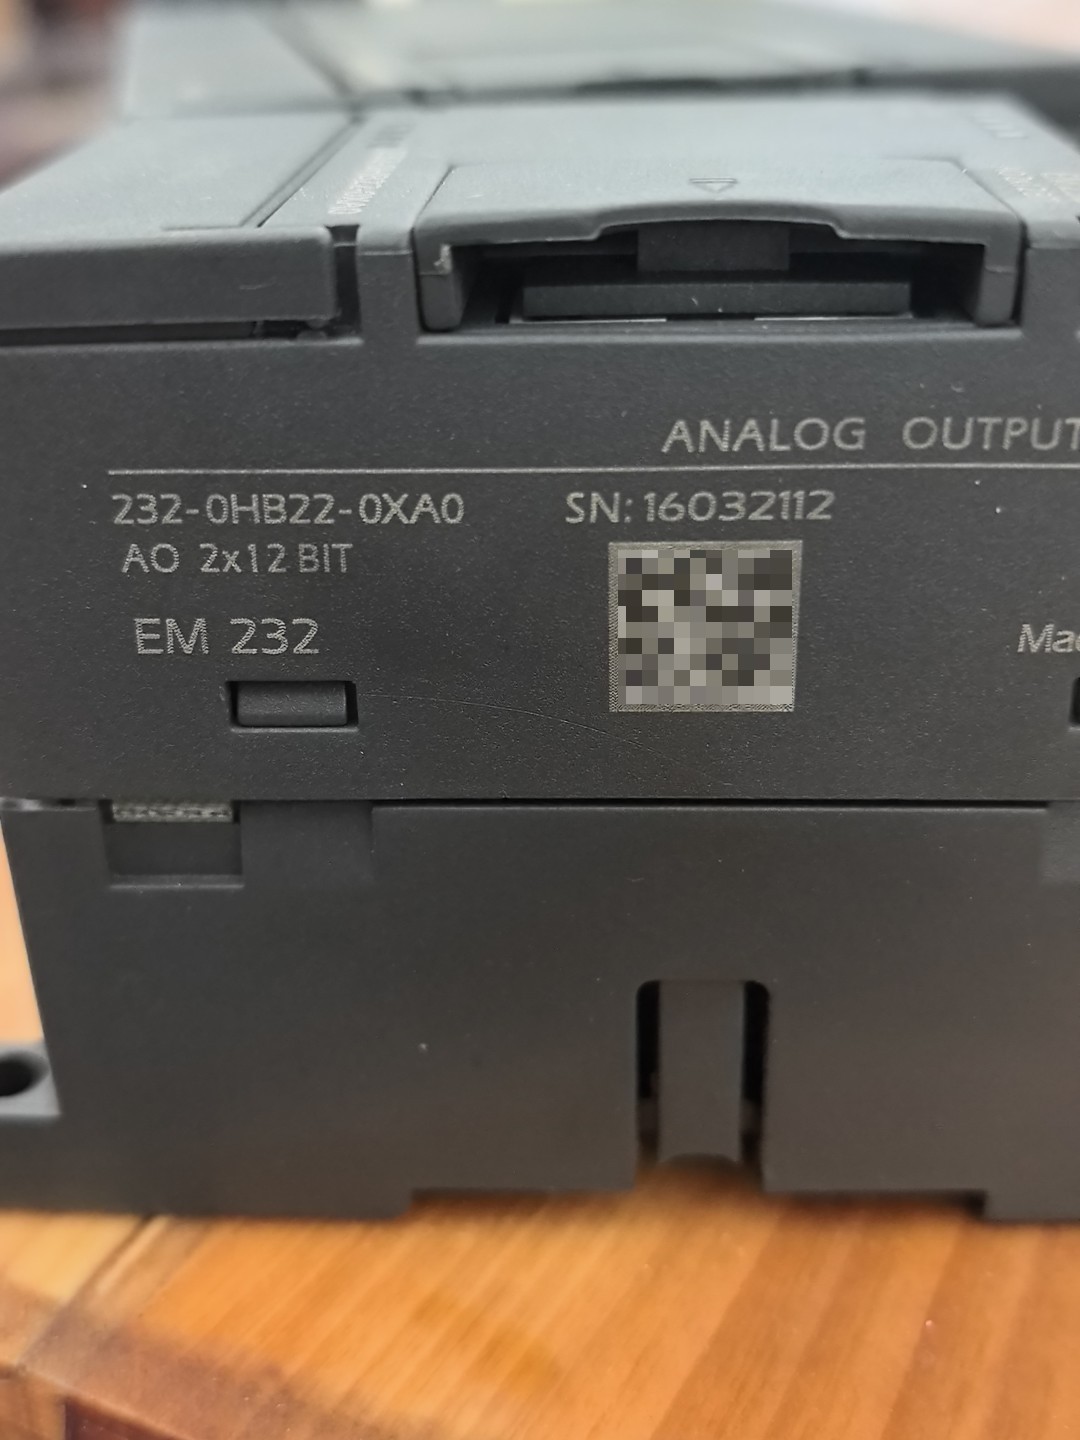 ANALOG OUTPUT
232-0HB22-0XA0
SN: 16032112
AO 2x12 BIT
EM 232